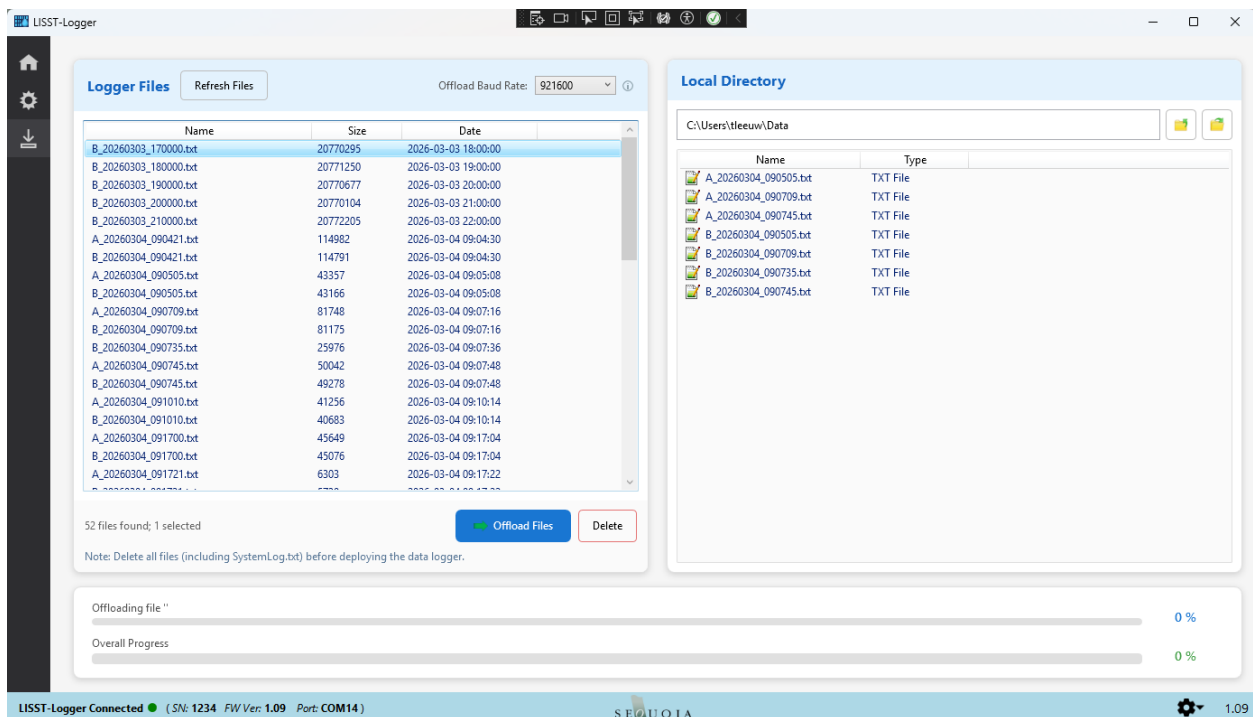 LISST-Logger
Logger Files
Refresh Files
Offload Baud Rate: 921600
Name Size Date
B_20260303_170000.txt 20770295 2026-03-03 18:00:00
B_20260303_180000.txt 20771250 2026-03-03 19:00:00
B_20260303_190000.txt 20770677 2026-03-03 20:00:00
B_20260303_200000.txt 20770104 2026-03-03 21:00:00
B_20260303_210000.txt 20772205 2026-03-03 22:00:00
A_20260304_090421.txt 114982 2026-03-04 09:04:30
B_20260304_090421.txt 114791 2026-03-04 09:04:30
A_20260304_090505.txt 43357 2026-03-04 09:05:08
B_20260304_090505.txt 43166 2026-03-04 09:05:08
A_20260304_090709.txt 81748 2026-03-04 09:07:16
B_20260304_090709.txt 81175 2026-03-04 09:07:16
B_20260304_090735.txt 25976 2026-03-04 09:07:36
A_20260304_090745.txt 50042 2026-03-04 09:07:48
B_20260304_090745.txt 49278 2026-03-04 09:07:48
A_20260304_091010.txt 41256 2026-03-04 09:10:14
B_20260304_091010.txt 40683 2026-03-04 09:10:14
A_20260304_091700.txt 45649 2026-03-04 09:17:04
B_20260304_091700.txt 45076 2026-03-04 09:17:04
A_20260304_091721.txt 6303 2026-03-04 09:17:22
52 files found; 1 selected
Offload Files
Delete
Note: Delete all files (including SystemLog.txt) before deploying the data logger.
Local Directory
C:\Users\tleeuw\Data
Name Type
A_20260304_090505.txt TXT File
A_20260304_090709.txt TXT File
A_20260304_090745.txt TXT File
B_20260304_090505.txt TXT File
B_20260304_090709.txt TXT File
B_20260304_090735.txt TXT File
B_20260304_090745.txt TXT File
Offloading file ''
0 %
Overall Progress
0 %
LISST-Logger Connected ( SN: 1234 FW Ver: 1.09 Port: COM14 )
SEQUOIA
1.09